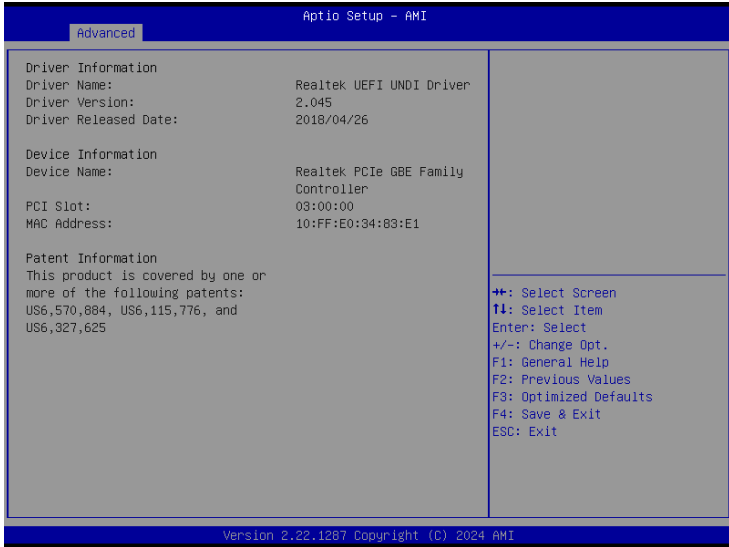 Aptio Setup – AMI
Advanced
Driver Information
Driver Name: Realtek UEFI UNDI Driver
Driver Version: 2.045
Driver Released Date: 2018/04/26
Device Information
Device Name: Realtek PCIe GBE Family
Controller
PCI Slot: 03:00:00
MAC Address: 10:FF:E0:34:83:E1
Patent Information
This product is covered by one or
more of the following patents:
US6,570,884, US6,115,776, and
US6,327,625
→←: Select Screen
↑↓: Select Item
Enter: Select
+/-: Change Opt.
F1: General Help
F2: Previous Values
F3: Optimized Defaults
F4: Save & Exit
ESC: Exit
Version 2.22.1287 Copyright (C) 2024 AMI